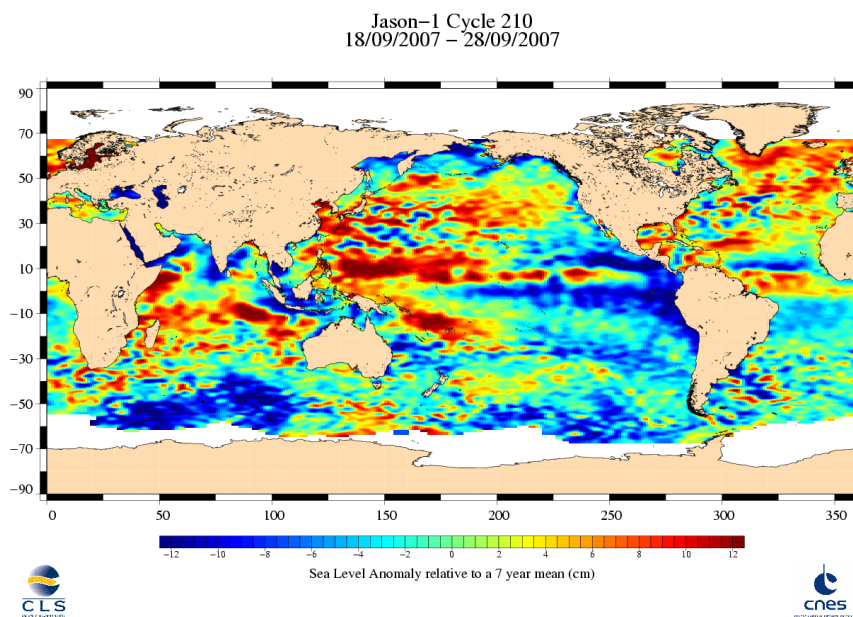 Jason−1 Cycle 210
18/09/2007 − 28/09/2007
90
70
50
30
10
−10
−30
−50
−70
−90
0 50 100 150 200 250 300 350
−12 −10 −8 −6 −4 −2 0 2 4 6 8 10 12
Sea Level Anomaly relative to a 7 year mean (cm)
CLS
cnes